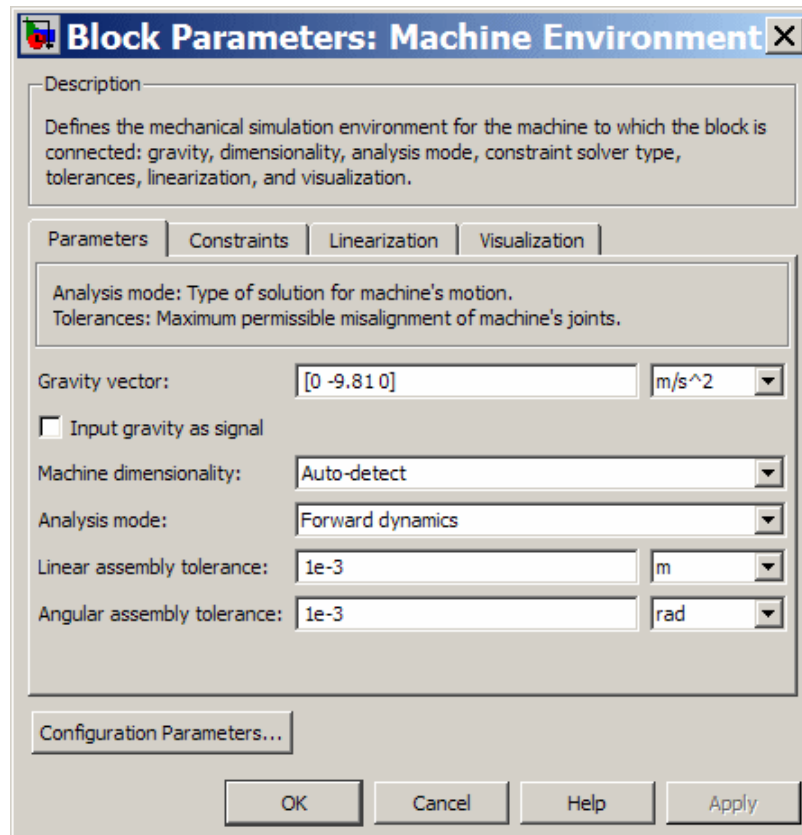 Block Parameters: Machine Environment
Description
Defines the mechanical simulation environment for the machine to which the block is
connected: gravity, dimensionality, analysis mode, constraint solver type,
tolerances, linearization, and visualization.
Parameters Constraints Linearization Visualization
Analysis mode: Type of solution for machine's motion.
Tolerances: Maximum permissible misalignment of machine's joints.
Gravity vector: [0 -9.81 0] m/s^2
Input gravity as signal
Machine dimensionality: Auto-detect
Analysis mode: Forward dynamics
Linear assembly tolerance: 1e-3 m
Angular assembly tolerance: 1e-3 rad
Configuration Parameters...
OK Cancel Help Apply